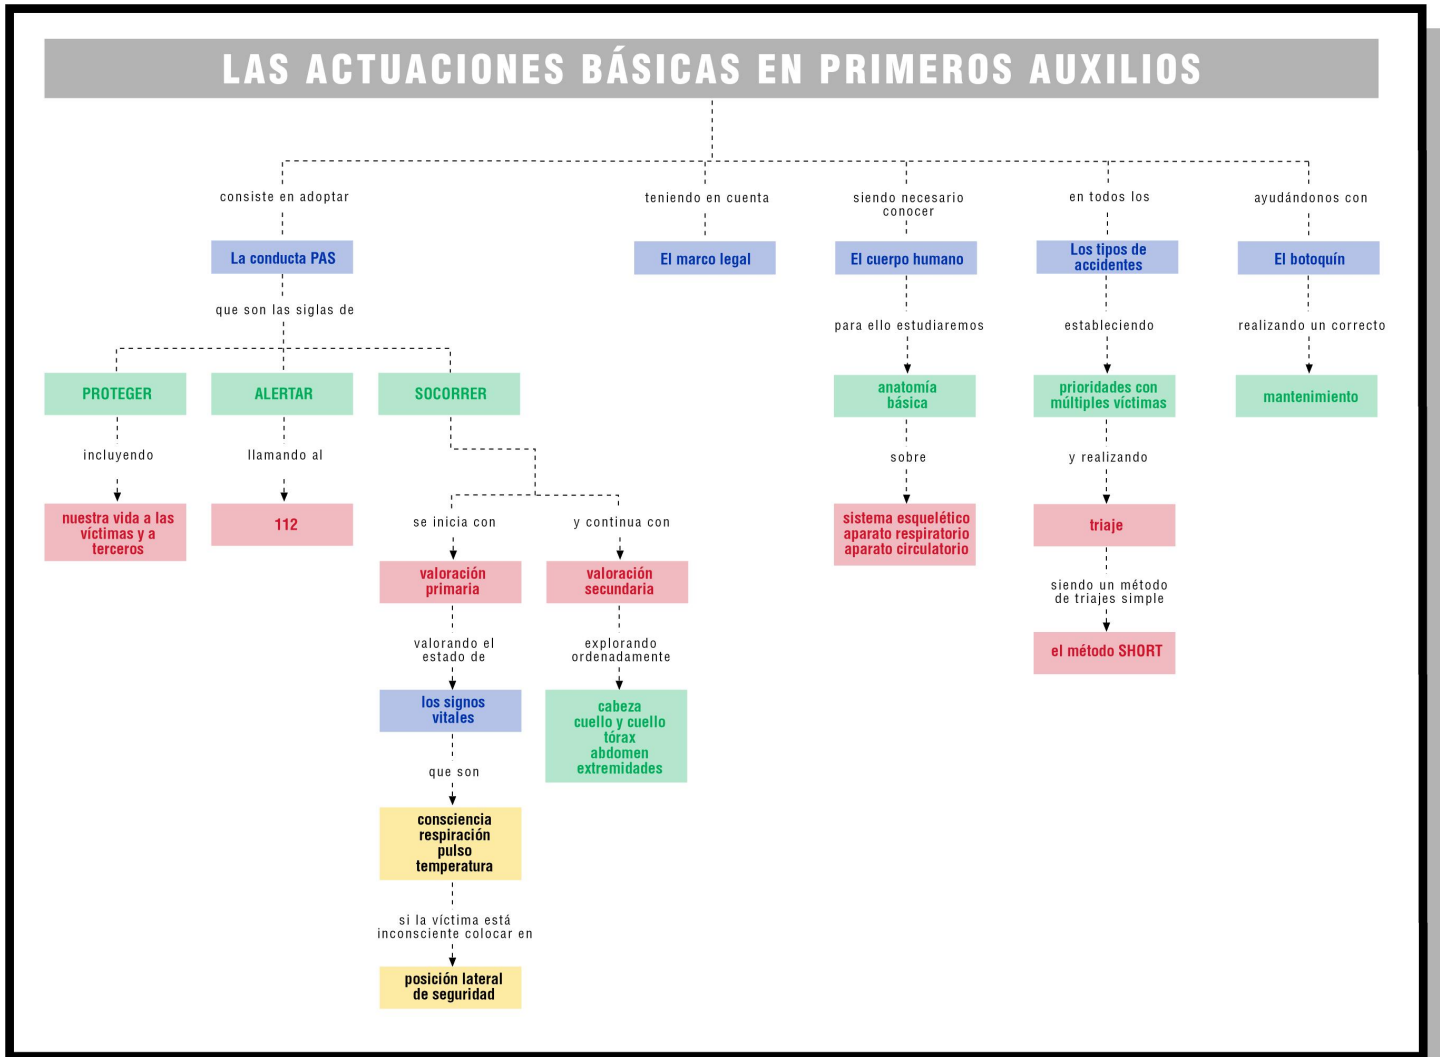 LAS ACTUACIONES BÁSICAS EN PRIMEROS AUXILIOS
consiste en adoptar
La conducta PAS
que son las siglas de
PROTEGER
incluyendo
nuestra vida a las
víctimas y a
terceros
ALERTAR
llamando al
112
SOCORRER
se inicia con
valoración
primaria
valorando el
estado de
los signos
vitales
que son
consciencia
respiración
pulso
temperatura
si la víctima está
inconsciente colocar en
posición lateral
de seguridad
y continua con
valoración
secundaria
explorando
ordenadamente
cabeza
cuello y cuello
tórax
abdomen
extremidades
teniendo en cuenta
El marco legal
siendo necesario
conocer
El cuerpo humano
para ello estudiaremos
anatomía
básica
sobre
sistema esquelético
aparato respiratorio
aparato circulatorio
en todos los
Los tipos de
accidentes
estableciendo
prioridades con
múltiples víctimas
y realizando
triaje
siendo un método
de triajes simple
el método SHORT
ayudándonos con
El botoquín
realizando un correcto
mantenimiento